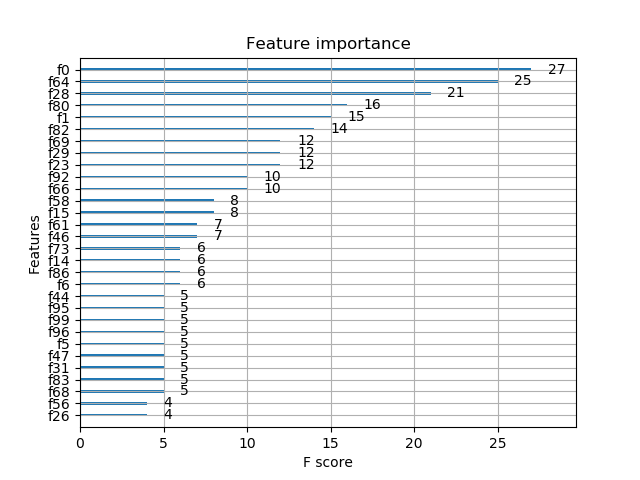 Feature importance
f0 27
f64 25
f28 21
f80 16
f1 15
f82 14
f69 12
f29 12
f23 12
f92 10
f66 10
f58 8
f15 8
f61 7
f46 7
f73 6
f14 6
f86 6
f6 6
f44 5
f95 5
f99 5
f96 5
f5 5
f47 5
f31 5
f83 5
f68 5
f56 4
f26 4
Features
0 5 10 15 20 25
F score